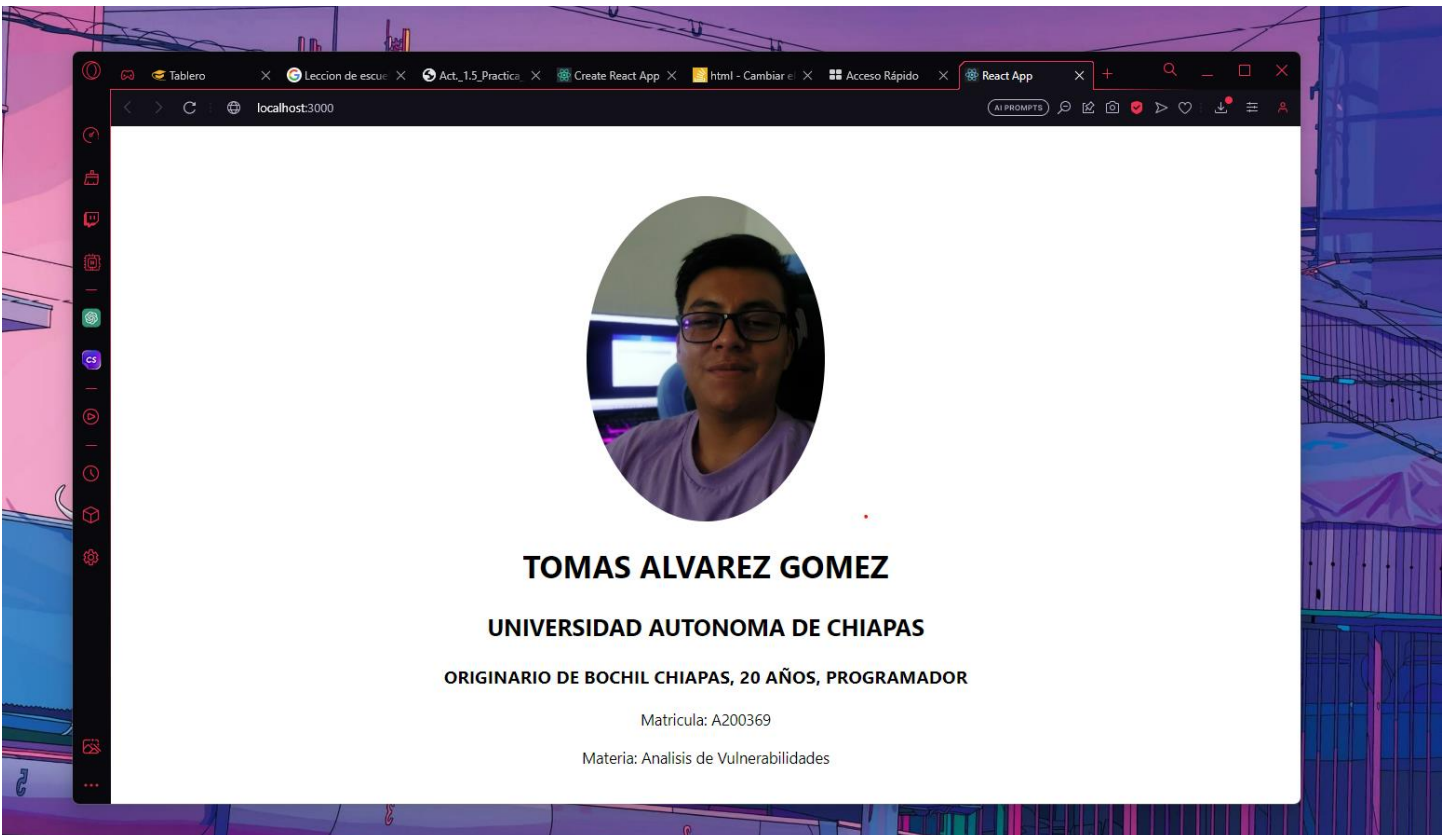 Tablero
Leccion de escue
Act._1.5_Practica_
Create React App
html - Cambiar el
Acceso Rápido
React App
localhost:3000
AI PROMPTS
TOMAS ALVAREZ GOMEZ
UNIVERSIDAD AUTONOMA DE CHIAPAS
ORIGINARIO DE BOCHIL CHIAPAS, 20 AÑOS, PROGRAMADOR
Matricula: A200369
Materia: Analisis de Vulnerabilidades
CS